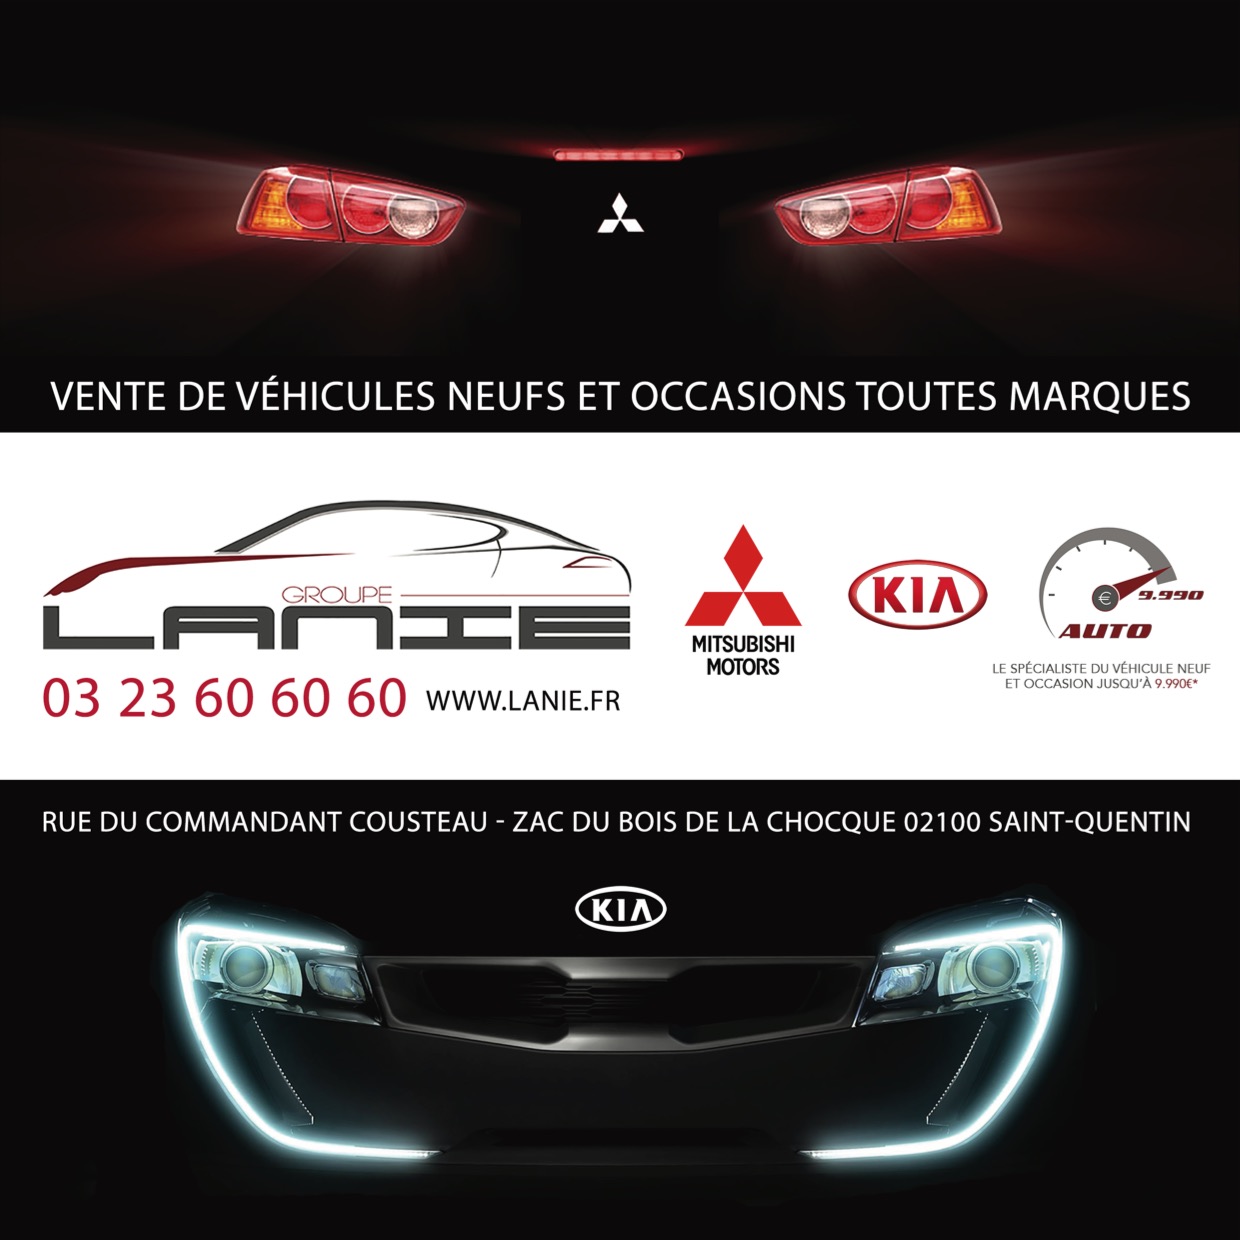 VENTE DE VÉHICULES NEUFS ET OCCASIONS TOUTES MARQUES
GROUPE
LANIE
03 23 60 60 60 WWW.LANIE.FR
MITSUBISHI
MOTORS
KIA
€ 9.990
AUTO
LE SPÉCIALISTE DU VÉHICULE NEUF
ET OCCASION JUSQU'À 9.990€*
RUE DU COMMANDANT COUSTEAU - ZAC DU BOIS DE LA CHOCQUE 02100 SAINT-QUENTIN
KIA